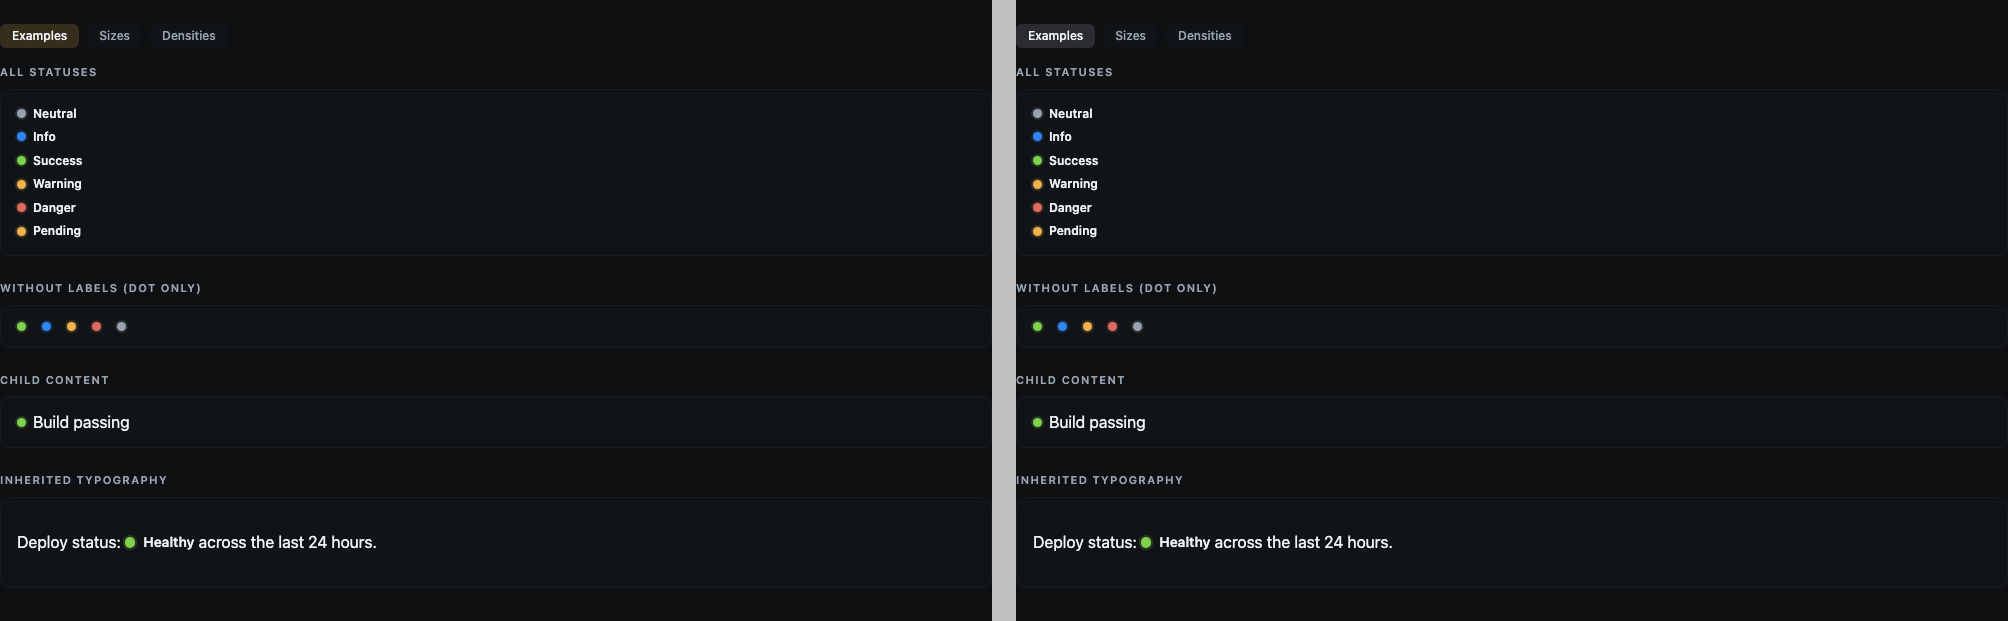 Examples Sizes Densities
ALL STATUSES
Neutral
Info
Success
Warning
Danger
Pending
WITHOUT LABELS (DOT ONLY)
CHILD CONTENT
Build passing
INHERITED TYPOGRAPHY
Deploy status: Healthy across the last 24 hours.
Examples Sizes Densities
ALL STATUSES
Neutral
Info
Success
Warning
Danger
Pending
WITHOUT LABELS (DOT ONLY)
CHILD CONTENT
Build passing
INHERITED TYPOGRAPHY
Deploy status: Healthy across the last 24 hours.